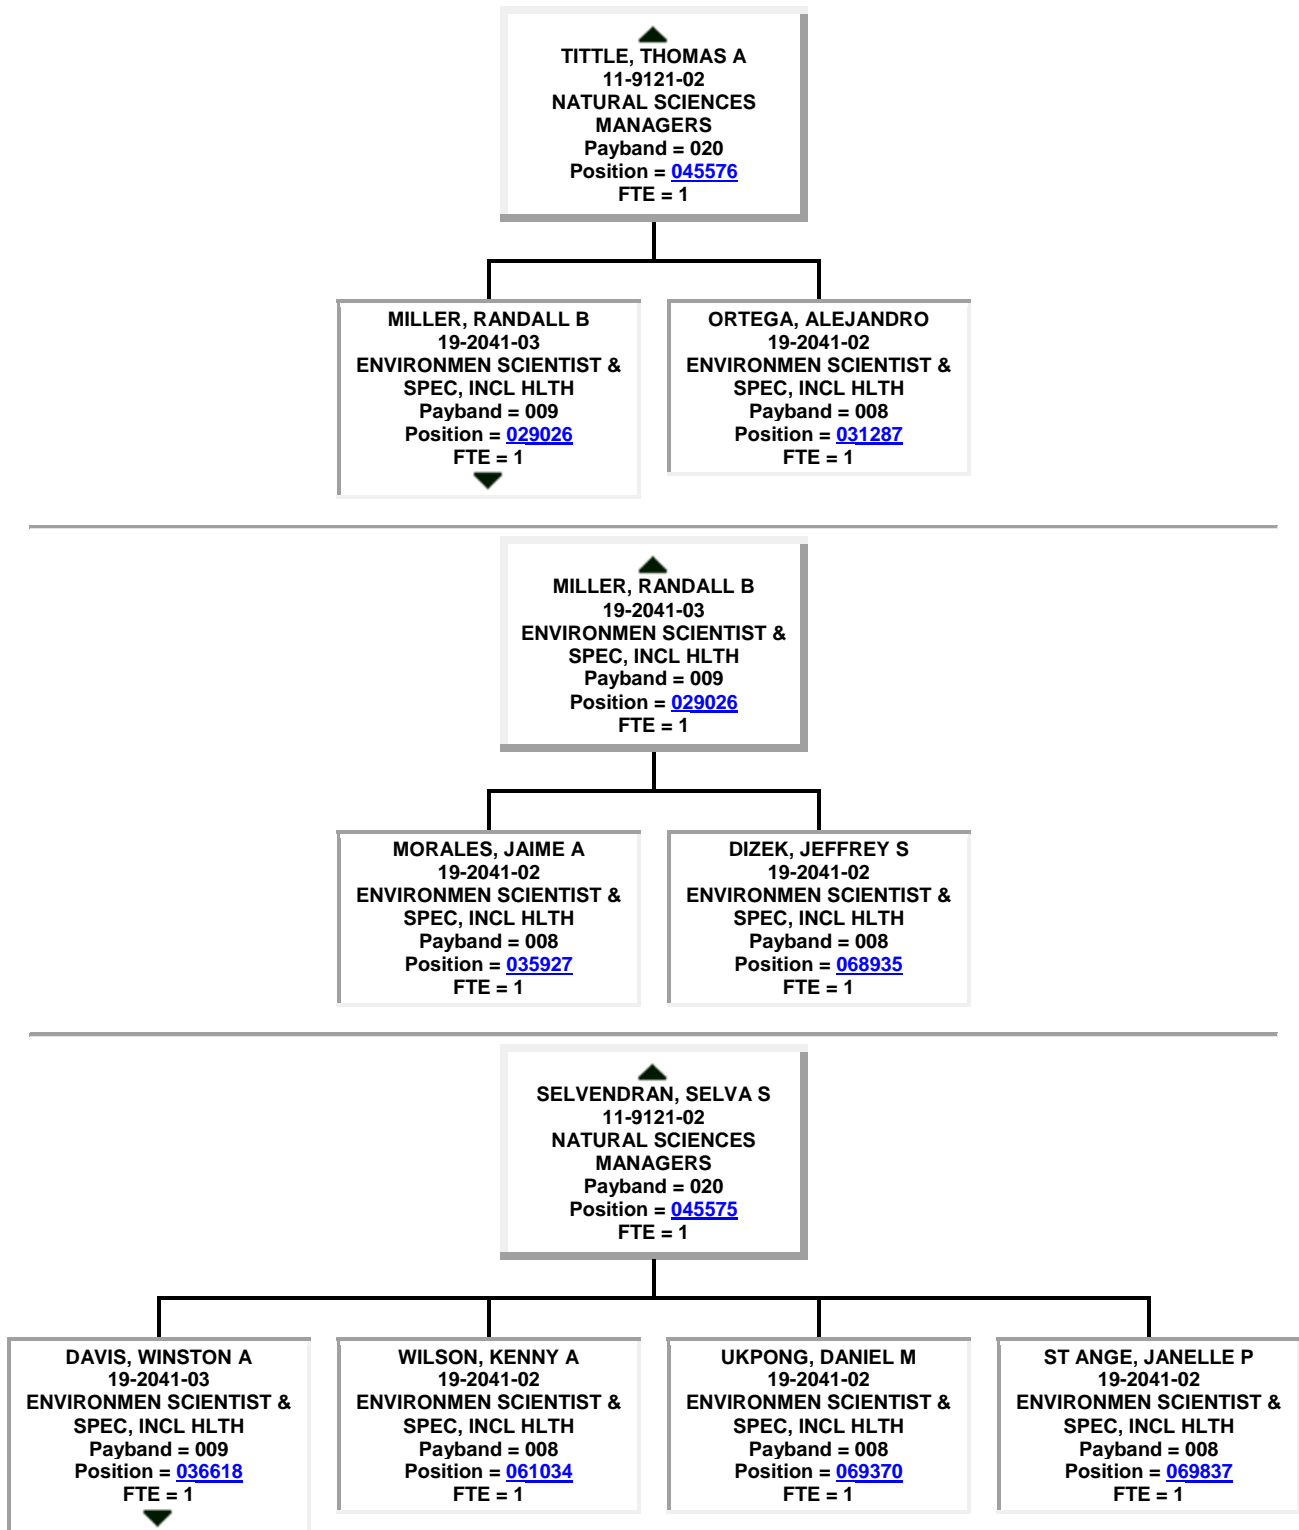 TITTLE, THOMAS A
11-9121-02
NATURAL SCIENCES
MANAGERS
Payband = 020
Position = 045576
FTE = 1
MILLER, RANDALL B
19-2041-03
ENVIRONMEN SCIENTIST &
SPEC, INCL HLTH
Payband = 009
Position = 029026
FTE = 1
ORTEGA, ALEJANDRO
19-2041-02
ENVIRONMEN SCIENTIST &
SPEC, INCL HLTH
Payband = 008
Position = 031287
FTE = 1
MILLER, RANDALL B
19-2041-03
ENVIRONMEN SCIENTIST &
SPEC, INCL HLTH
Payband = 009
Position = 029026
FTE = 1
MORALES, JAIME A
19-2041-02
ENVIRONMEN SCIENTIST &
SPEC, INCL HLTH
Payband = 008
Position = 035927
FTE = 1
DIZEK, JEFFREY S
19-2041-02
ENVIRONMEN SCIENTIST &
SPEC, INCL HLTH
Payband = 008
Position = 068935
FTE = 1
SELVENDRAN, SELVA S
11-9121-02
NATURAL SCIENCES
MANAGERS
Payband = 020
Position = 045575
FTE = 1
DAVIS, WINSTON A
19-2041-03
ENVIRONMEN SCIENTIST &
SPEC, INCL HLTH
Payband = 009
Position = 036618
FTE = 1
WILSON, KENNY A
19-2041-02
ENVIRONMEN SCIENTIST &
SPEC, INCL HLTH
Payband = 008
Position = 061034
FTE = 1
UKPONG, DANIEL M
19-2041-02
ENVIRONMEN SCIENTIST &
SPEC, INCL HLTH
Payband = 008
Position = 069370
FTE = 1
ST ANGE, JANELLE P
19-2041-02
ENVIRONMEN SCIENTIST &
SPEC, INCL HLTH
Payband = 008
Position = 069837
FTE = 1